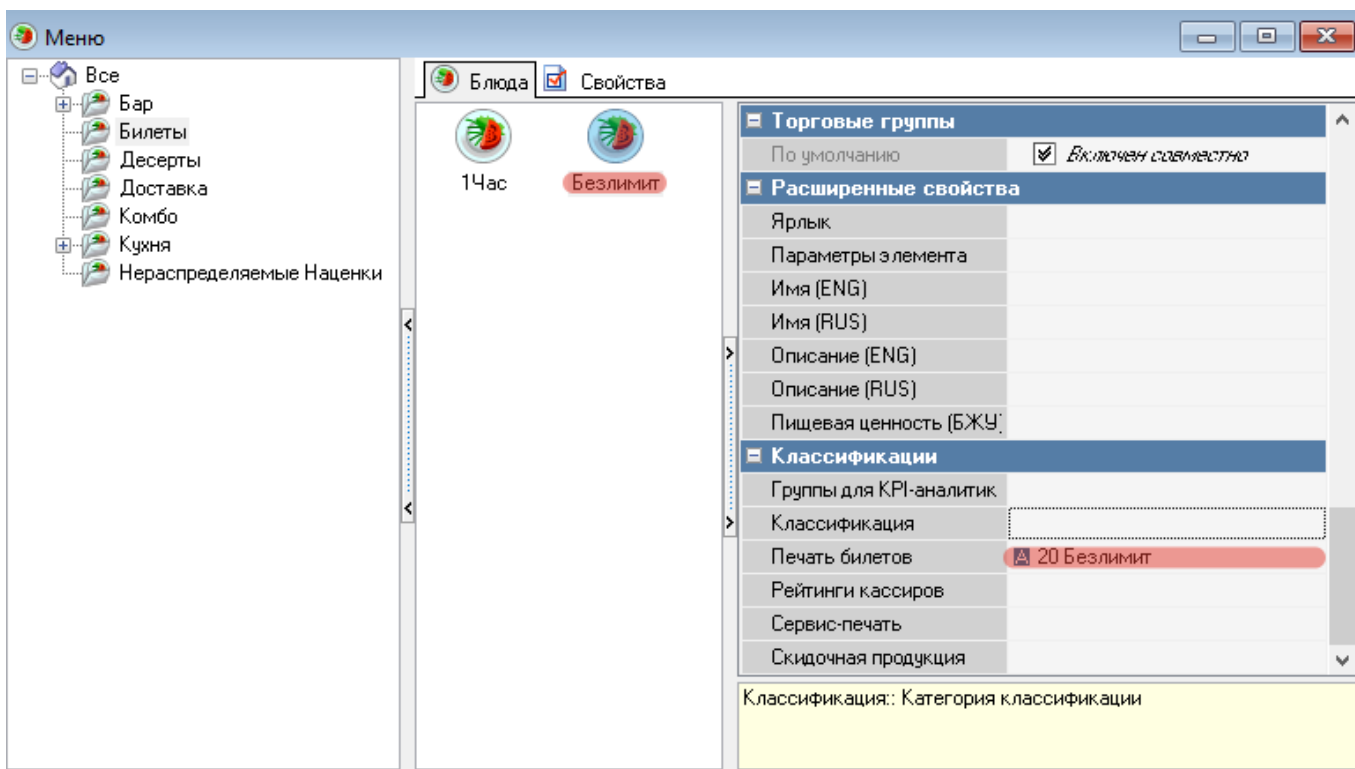 Меню
Все
Бар
Билеты
Десерты
Доставка
Комбо
Кухня
Нераспределяемые Наценки
Блюда
Свойства
1Час
Безлимит
Торговые группы
По умолчанию Включен совместно
Расширенные свойства
Ярлык
Параметры элемента
Имя (ENG)
Имя (RUS)
Описание (ENG)
Описание (RUS)
Пищевая ценность (БЖУ)
Классификации
Группы для KPI-аналитик
Классификация
Печать билетов A 20 Безлимит
Рейтинги кассиров
Сервис-печать
Скидочная продукция
Классификация:: Категория классификации